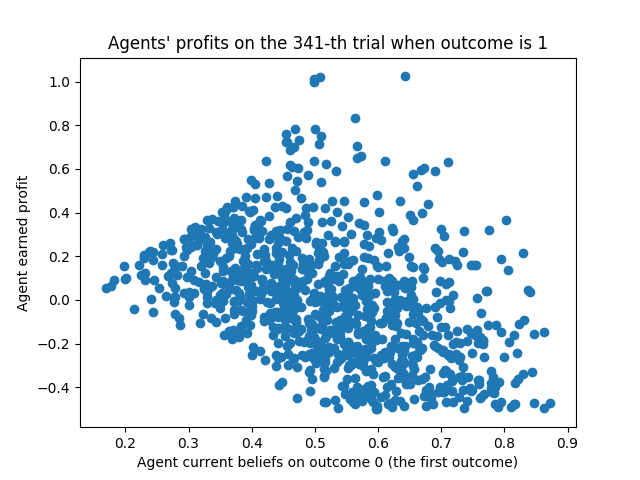 Agents' profits on the 341-th trial when outcome is 1
1.0
0.8
0.6
0.4
0.2
0.0
−0.2
−0.4
Agent earned profit
0.2 0.3 0.4 0.5 0.6 0.7 0.8 0.9
Agent current beliefs on outcome 0 (the first outcome)